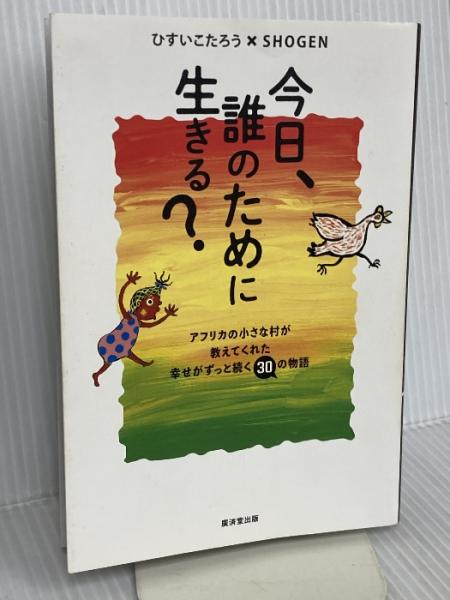 ひすいこたろう×SHOGEN
今日、
誰のために
生きる?
アフリカの小さな村が
教えてくれた
幸せがずっと続く30の物語
廣済堂出版